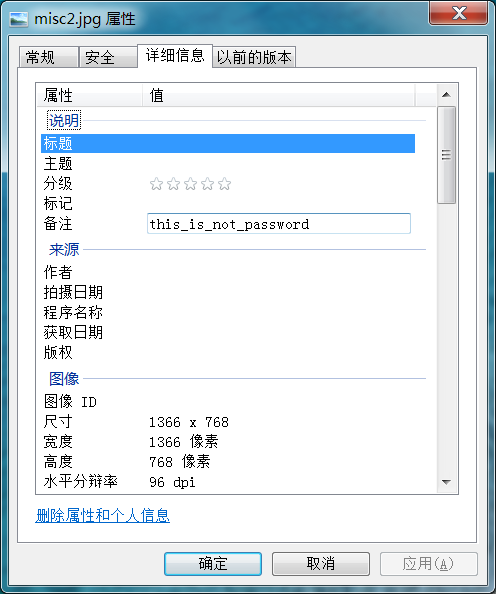 misc2.jpg 属性
常规 安全 详细信息 以前的版本
属性 值
说明
标题
主题
分级
标记
备注 this_is_not_password
来源
作者
拍摄日期
程序名称
获取日期
版权
图像
图像 ID
尺寸 1366 x 768
宽度 1366 像素
高度 768 像素
水平分辩率 96 dpi
删除属性和个人信息
确定 取消 应用(A)